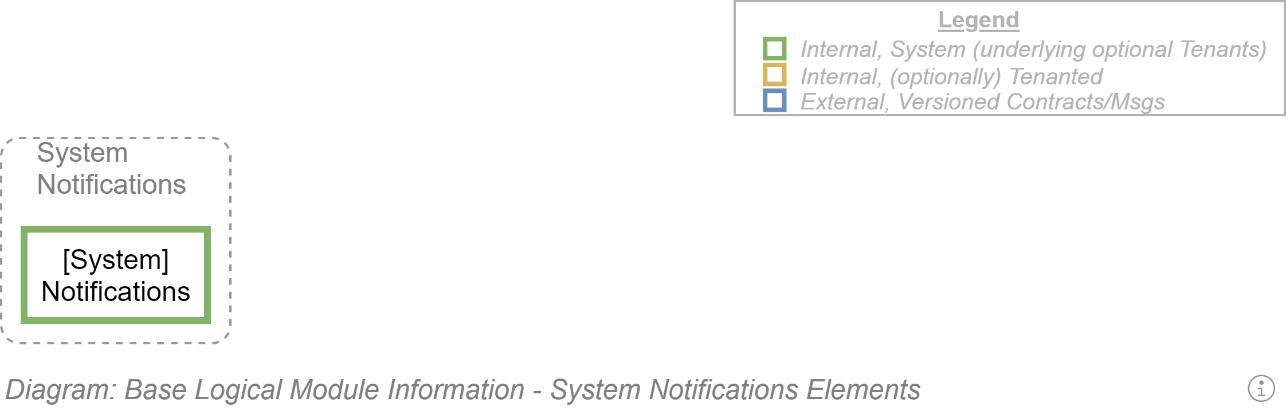 Legend
Internal, System (underlying optional Tenants)
Internal, (optionally) Tenanted
External, Versioned Contracts/Msgs
System
Notifications
[System]
Notifications
Diagram: Base Logical Module Information - System Notifications Elements